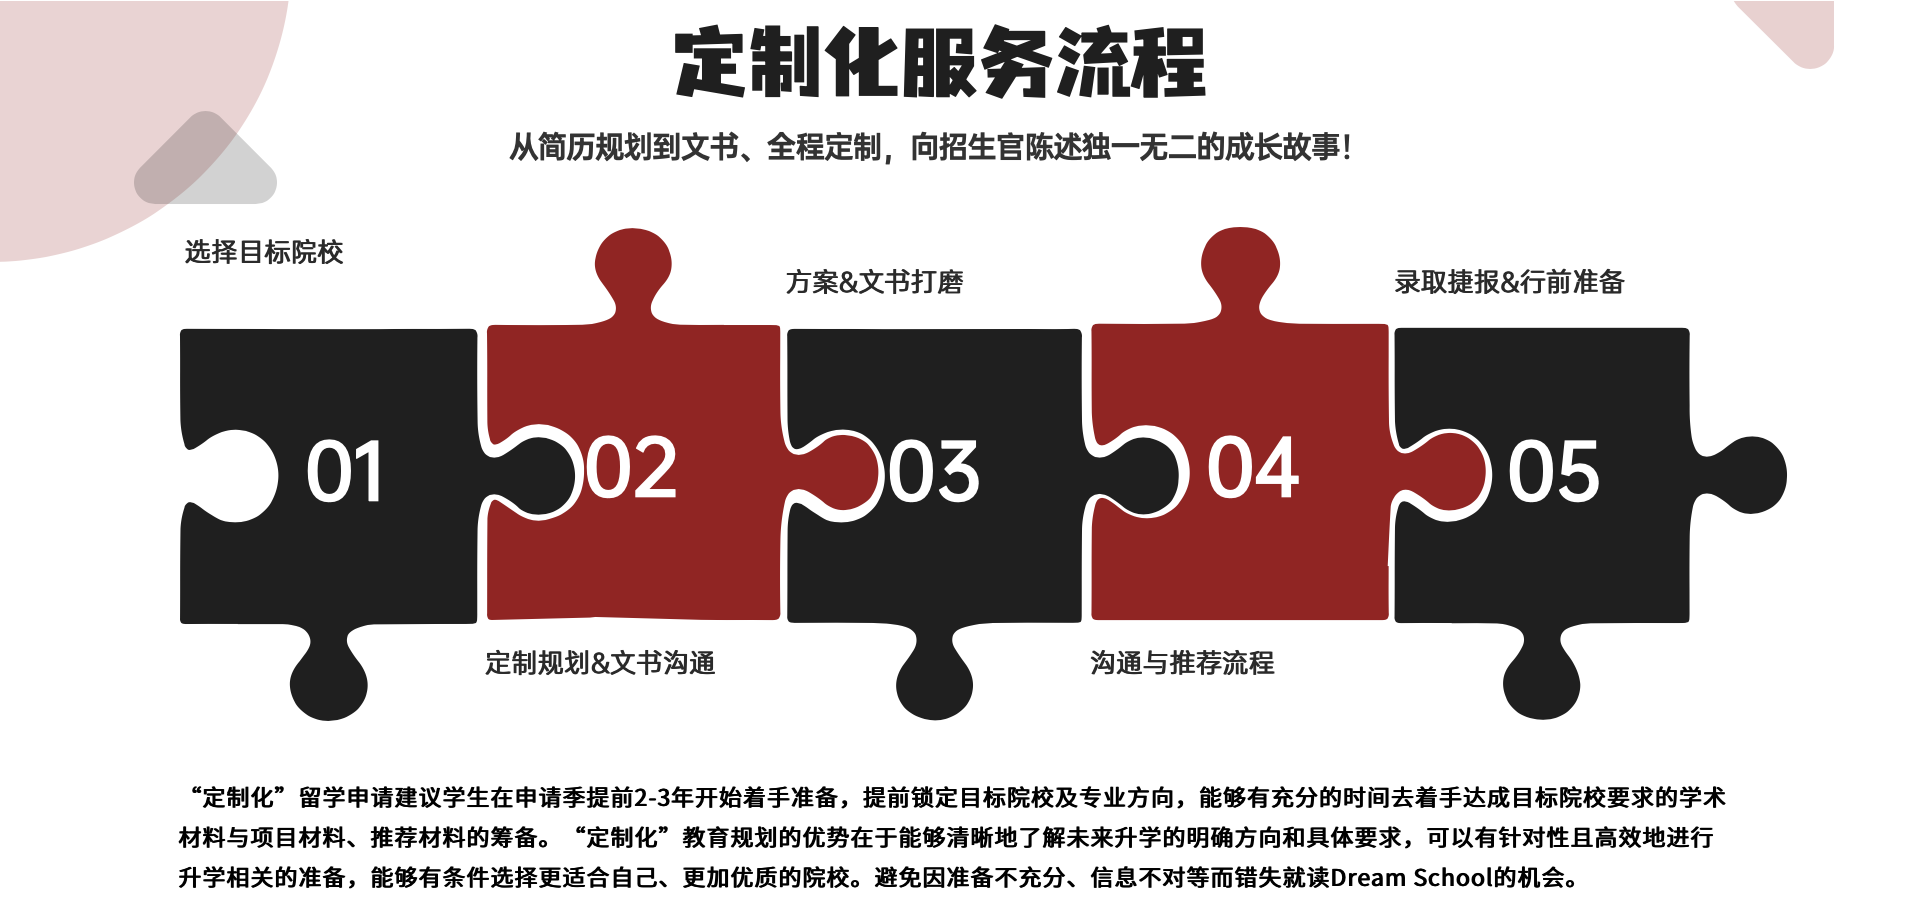 定制化服务流程
从简历规划到文书、全程定制，向招生官陈述独一无二的成长故事！
选择目标院校
方案&文书打磨
录取捷报&行前准备
01
02
03
04
05
定制规划&文书沟通
沟通与推荐流程
“定制化”留学申请建议学生在申请季提前2-3年开始着手准备，提前锁定目标院校及专业方向，能够有充分的时间去着手达成目标院校要求的学术
材料与项目材料、推荐材料的筹备。“定制化”教育规划的优势在于能够清晰地了解未来升学的明确方向和具体要求，可以有针对性且高效地进行
升学相关的准备，能够有条件选择更适合自己、更加优质的院校。避免因准备不充分、信息不对等而错失就读Dream School的机会。